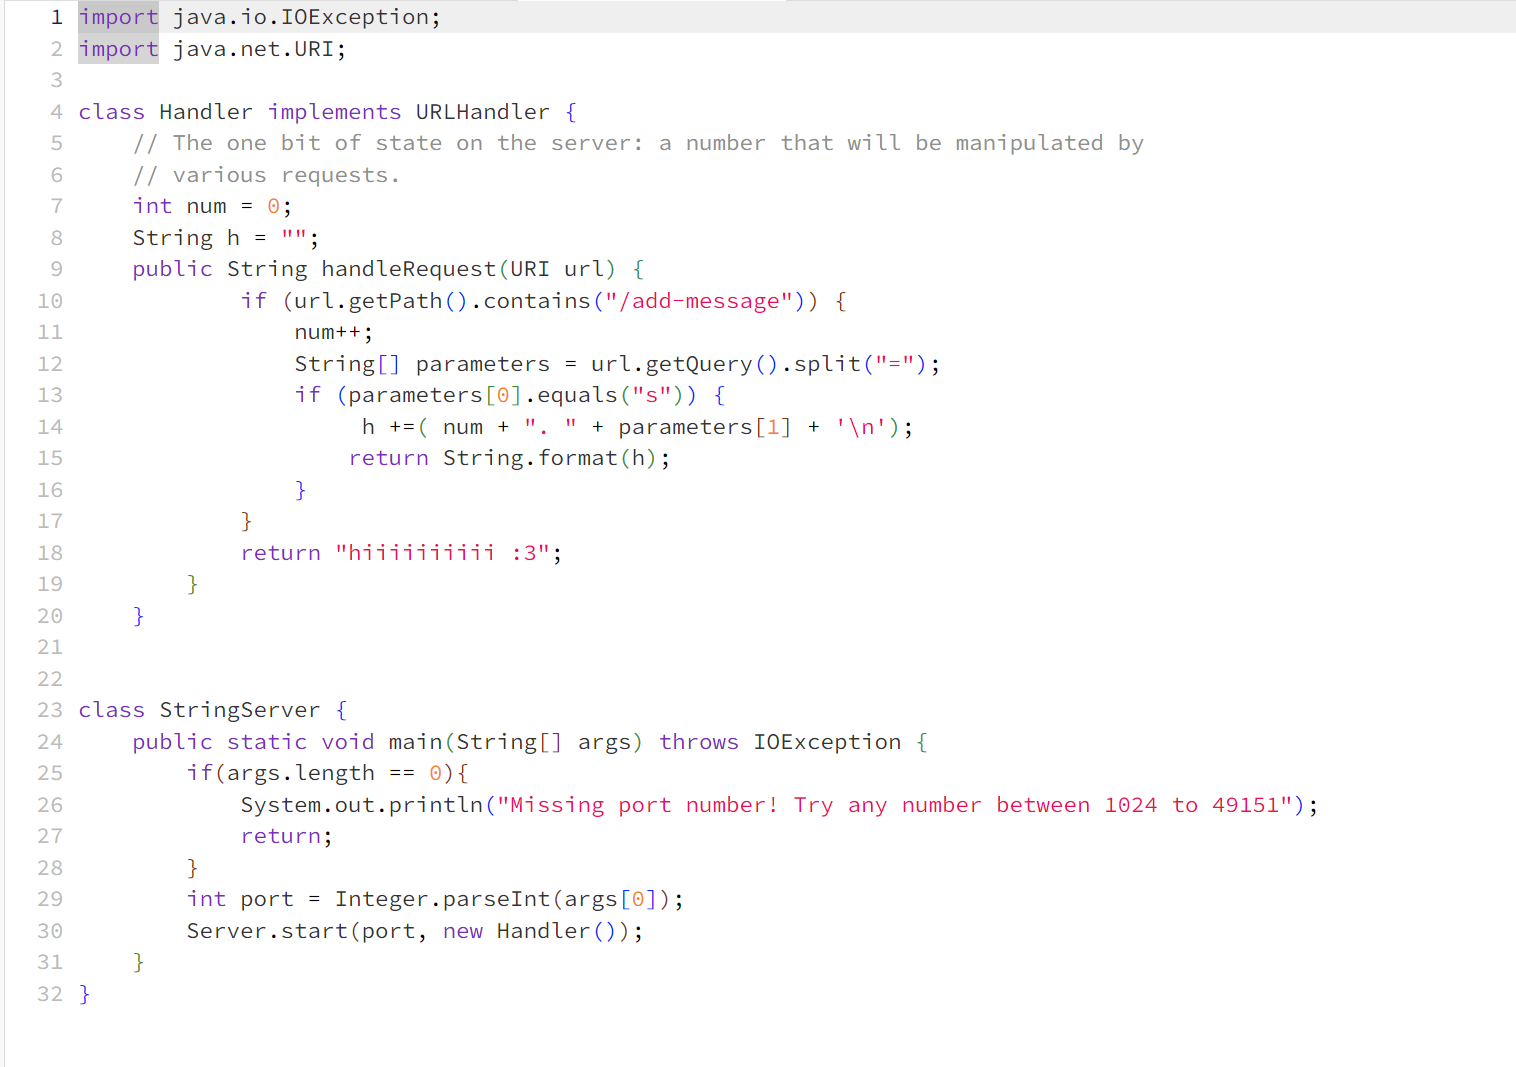 1 import java.io.IOException;
2 import java.net.URI;
3
4 class Handler implements URLHandler {
5     // The one bit of state on the server: a number that will be manipulated by
6     // various requests.
7     int num = 0;
8     String h = "";
9     public String handleRequest(URI url) {
10             if (url.getPath().contains("/add-message")) {
11                 num++;
12                 String[] parameters = url.getQuery().split("=");
13                 if (parameters[0].equals("s")) {
14                      h +=( num + ". " + parameters[1] + '\n');
15                     return String.format(h);
16                 }
17             }
18             return "hiiiiiiiiiii :3";
19         }
20     }
21
22
23 class StringServer {
24     public static void main(String[] args) throws IOException {
25         if(args.length == 0){
26             System.out.println("Missing port number! Try any number between 1024 to 49151");
27             return;
28         }
29         int port = Integer.parseInt(args[0]);
30         Server.start(port, new Handler());
31     }
32 }